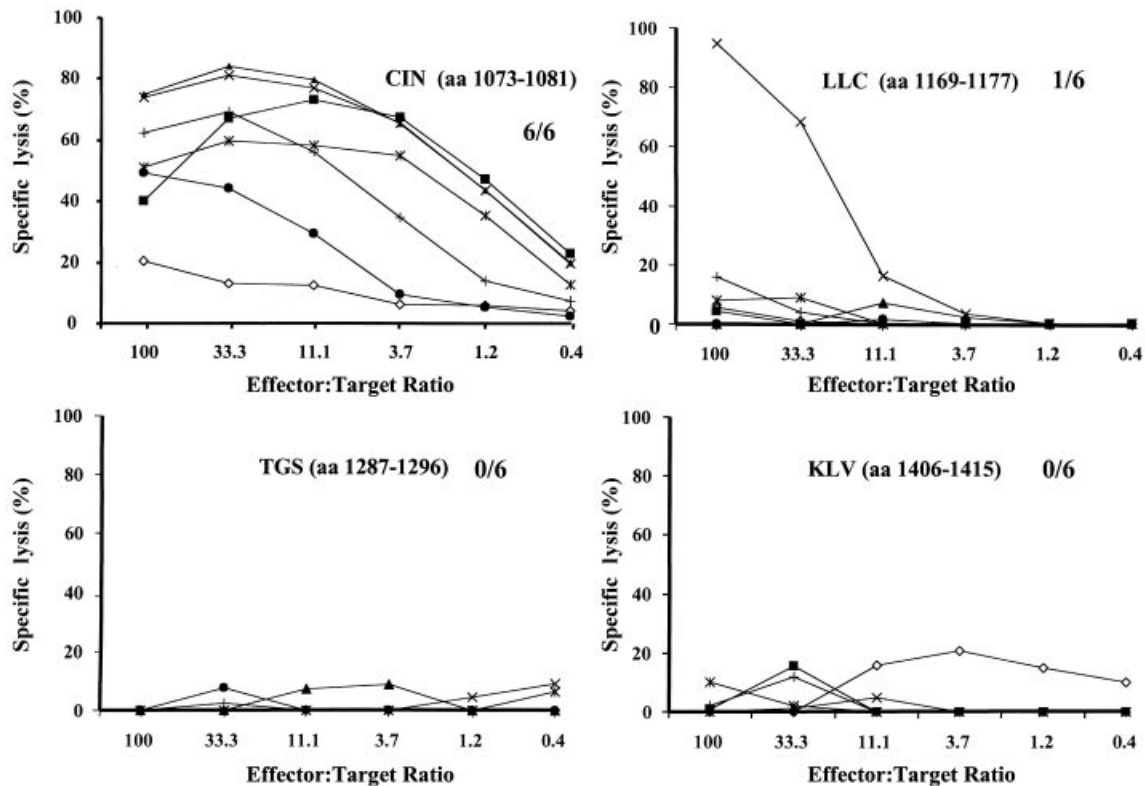 100
80
60
40
20
0
Specific lysis (%)
CIN (aa 1073-1081)
6/6
100 33.3 11.1 3.7 1.2 0.4
Effector:Target Ratio
100
80
60
40
20
0
Specific lysis (%)
LLC (aa 1169-1177) 1/6
100 33.3 11.1 3.7 1.2 0.4
Effector:Target Ratio
100
80
60
40
20
0
Specific lysis (%)
TGS (aa 1287-1296) 0/6
100 33.3 11.1 3.7 1.2 0.4
Effector:Target Ratio
100
80
60
40
20
0
Specific lysis (%)
KLV (aa 1406-1415) 0/6
100 33.3 11.1 3.7 1.2 0.4
Effector:Target Ratio